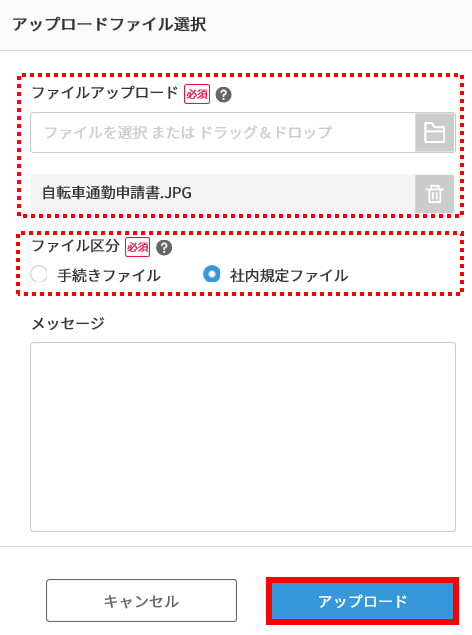 アップロードファイル選択
ファイルアップロード 必須 ?
ファイルを選択 または ドラッグ＆ドロップ
自転車通勤申請書.JPG
ファイル区分 必須 ?
手続きファイル 社内規定ファイル
メッセージ
キャンセル アップロード